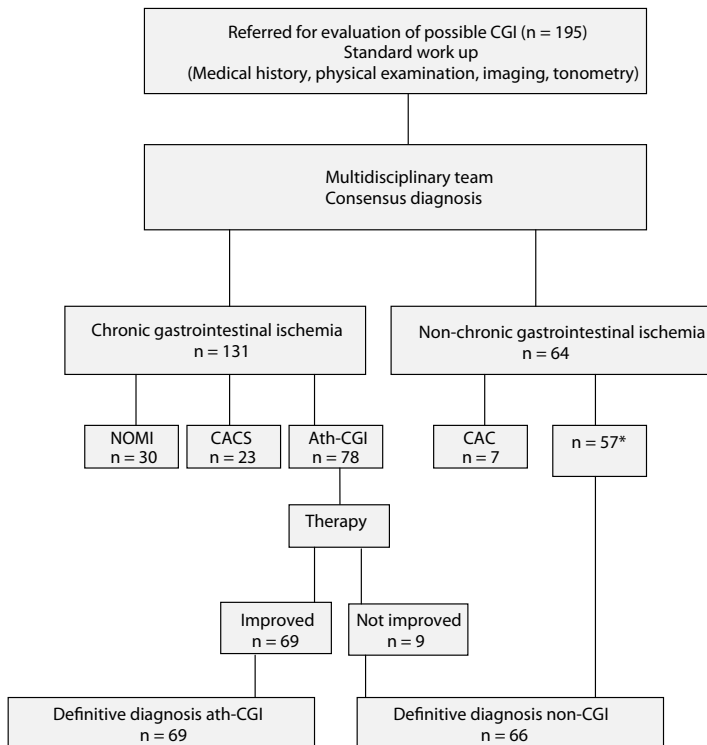 Referred for evaluation of possible CGI (n = 195)
Standard work up
(Medical history, physical examination, imaging, tonometry)
Multidisciplinary team
Consensus diagnosis
Chronic gastrointestinal ischemia
n = 131
Non-chronic gastrointestinal ischemia
n = 64
NOMI
n = 30
CACS
n = 23
Ath-CGI
n = 78
CAC
n = 7
n = 57*
Therapy
Improved
n = 69
Not improved
n = 9
Definitive diagnosis ath-CGI
n = 69
Definitive diagnosis non-CGI
n = 66